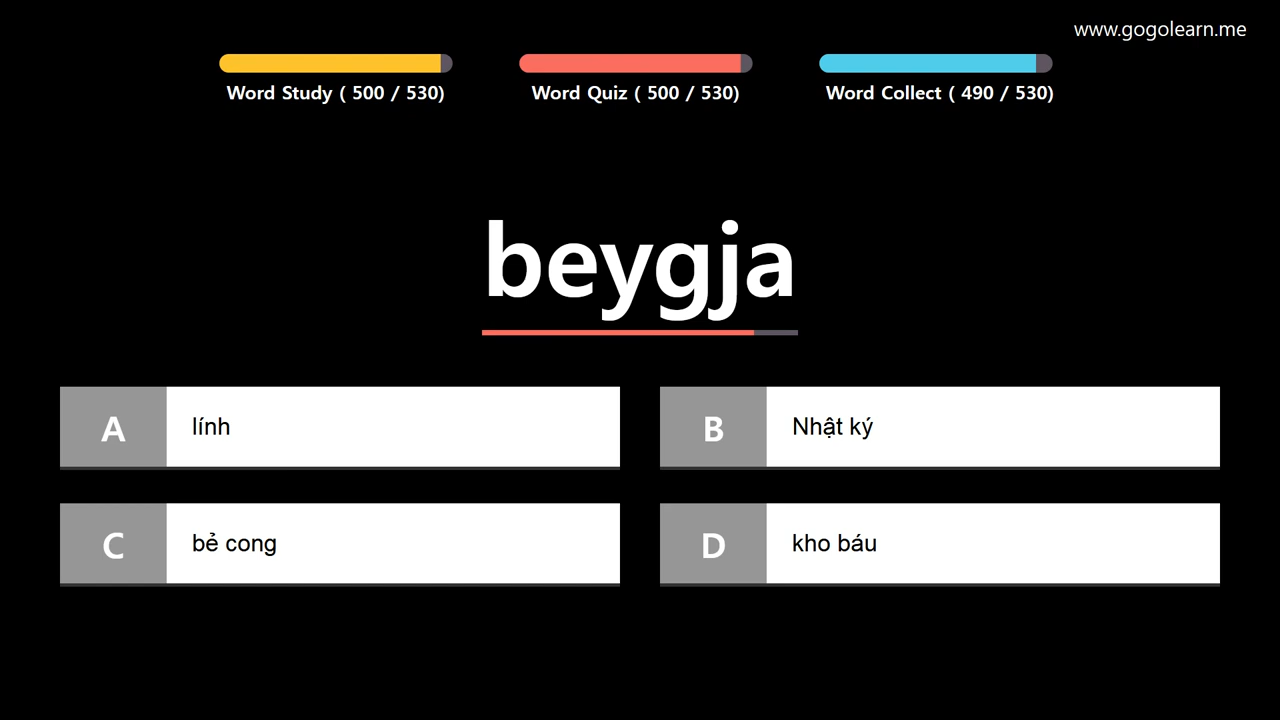 www.gogolearn.me
Word Study ( 500 / 530)
Word Quiz ( 500 / 530)
Word Collect ( 490 / 530)
beygja
A
lính
B
Nhật ký
C
bẻ cong
D
kho báu